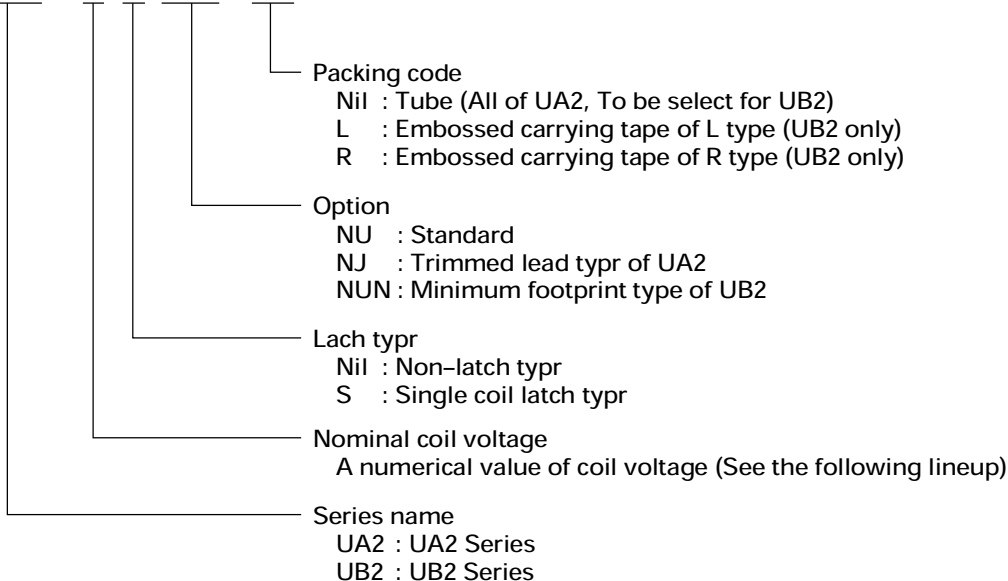 Packing code
Nil : Tube (All of UA2, To be select for UB2)
L : Embossed carrying tape of L type (UB2 only)
R : Embossed carrying tape of R type (UB2 only)
Option
NU : Standard
NJ : Trimmed lead typr of UA2
NUN : Minimum footprint type of UB2
Lach typr
Nil : Non–latch typr
S : Single coil latch typr
Nominal coil voltage
A numerical value of coil voltage (See the following lineup)
Series name
UA2 : UA2 Series
UB2 : UB2 Series